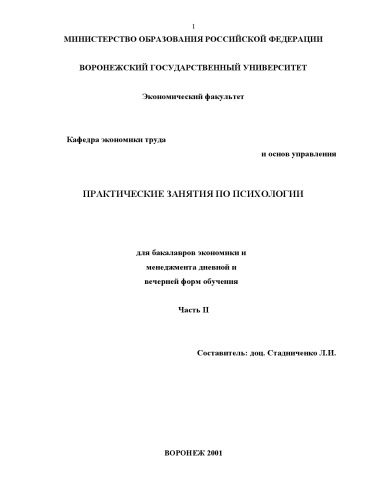 1
МИНИСТЕРСТВО ОБРАЗОВАНИЯ РОССИЙСКОЙ ФЕДЕРАЦИИ
ВОРОНЕЖСКИЙ ГОСУДАРСТВЕННЫЙ УНИВЕРСИТЕТ
Экономический факультет
Кафедра экономики труда
и основ управления
ПРАКТИЧЕСКИЕ ЗАНЯТИЯ ПО ПСИХОЛОГИИ
для бакалавров экономики и
менеджмента дневной и
вечерней форм обучения
Часть II
Составитель: доц. Стадниченко Л.И.
ВОРОНЕЖ 2001